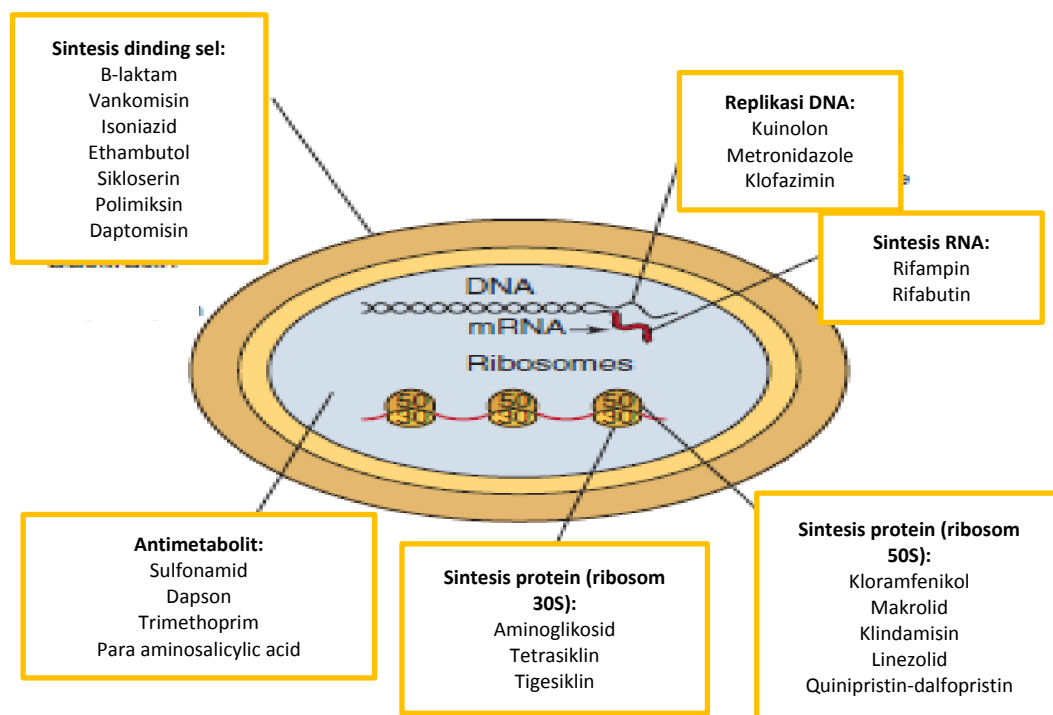 Sintesis dinding sel:
B-laktam
Vankomisin
Isoniazid
Ethambutol
Sikloserin
Polimiksin
Daptomisin
Replikasi DNA:
Kuinolon
Metronidazole
Klofazimin
Sintesis RNA:
Rifampin
Rifabutin
DNA
mRNA
Ribosomes
50 50 50
30 30 30
Antimetabolit:
Sulfonamid
Dapson
Trimethoprim
Para aminosalicylic acid
Sintesis protein (ribosom
30S):
Aminoglikosid
Tetrasiklin
Tigesiklin
Sintesis protein (ribosom
50S):
Kloramfenikol
Makrolid
Klindamisin
Linezolid
Quinipristin-dalfopristin